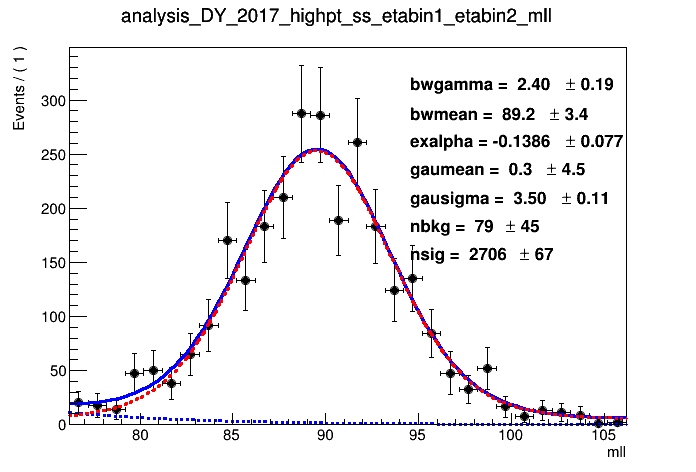 analysis_DY_2017_highpt_ss_etabin1_etabin2_mll
Events / ( 1 )
bwgamma = 2.40 ± 0.19
bwmean = 89.2 ± 3.4
exalpha = -0.1386 ± 0.077
gaumean = 0.3 ± 4.5
gausigma = 3.50 ± 0.11
nbkg = 79 ± 45
nsig = 2706 ± 67
300
250
200
150
100
50
0
80 85 90 95 100 105
mll